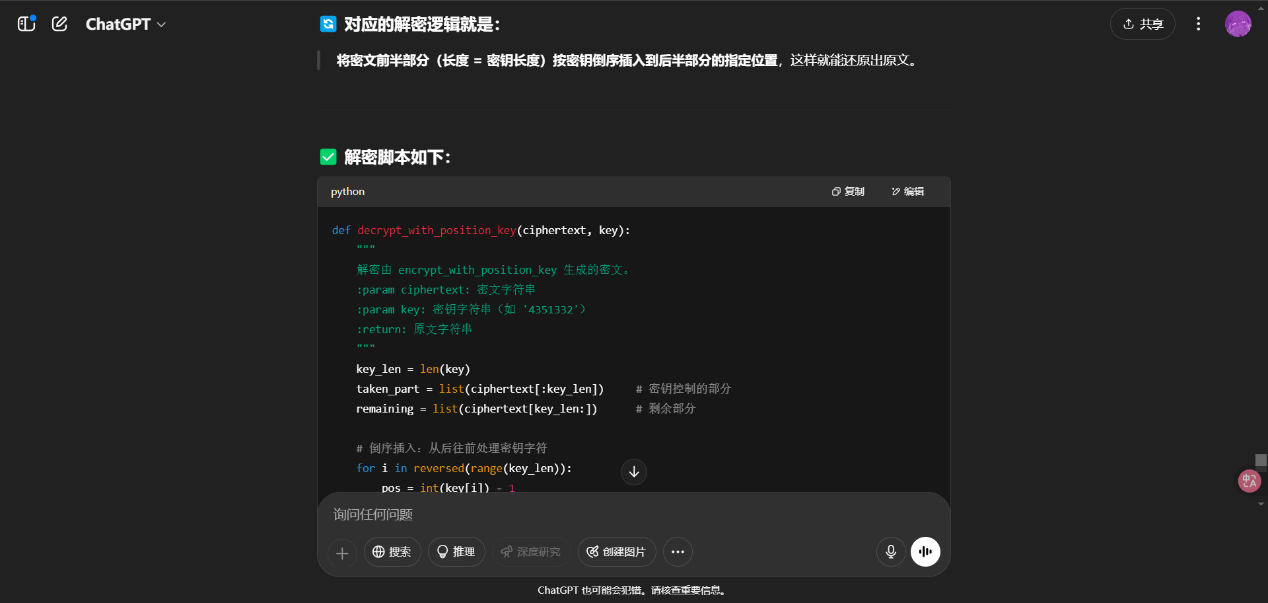 ChatGPT
共享
对应的解密逻辑就是：
将密文前半部分（长度 = 密钥长度）按密钥倒序插入到后半部分的指定位置，这样就能还原出原文。
解密脚本如下：
python 复制 编辑
def decrypt_with_position_key(ciphertext, key):
"""
解密由 encrypt_with_position_key 生成的密文。
:param ciphertext: 密文字符串
:param key: 密钥字符串（如 '4351332'）
:return: 原文字符串
"""
key_len = len(key)
taken_part = list(ciphertext[:key_len]) # 密钥控制的部分
remaining = list(ciphertext[key_len:]) # 剩余部分
# 倒序插入：从后往前处理密钥字符
for i in reversed(range(key_len)):
pos = int(key[i]) - 1
询问任何问题
搜索 推理 深度研究 创建图片
ChatGPT 也可能会犯错。请核查重要信息。
中A